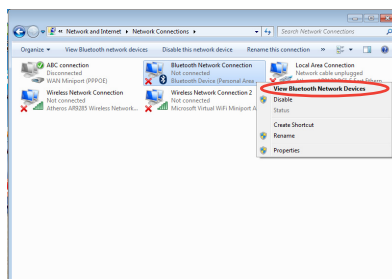 Network and Internet ▸ Network Connections ▸
Search Network Connections
Organize
View Bluetooth network devices
Disable this network device
Rename this connection
»
ABC connection
Disconnected
WAN Miniport (PPPOE)
Bluetooth Network Connection
Not connected
Bluetooth Device (Personal Area
Local Area Connection
Network cable unplugged
Wireless Network Connection
Not connected
Atheros AR9285 Wireless Network...
Wireless Network Connection 2
Not connected
Microsoft Virtual WiFi Miniport A
View Bluetooth Network Devices
Disable
Status
Create Shortcut
Rename
Properties